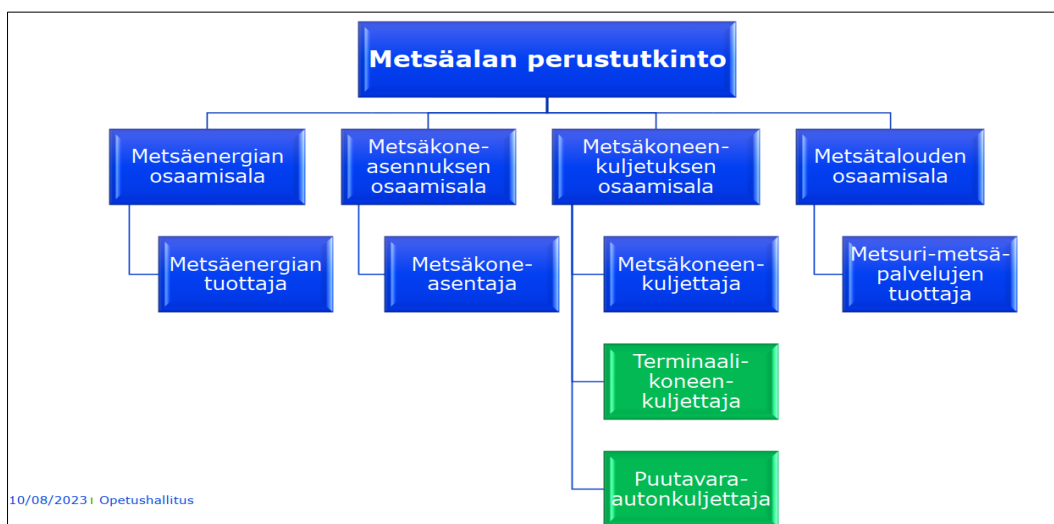 Metsäalan perustutkinto
Metsäenergian
osaamisala
Metsäkone-
asennuksen
osaamisala
Metsäkoneen-
kuljetuksen
osaamisala
Metsätalouden
osaamisala
Metsäenergian
tuottaja
Metsäkone-
asentaja
Metsäkoneen-
kuljettaja
Metsuri-metsä-
palvelujen
tuottaja
Terminaali-
koneen-
kuljettaja
Puutavara-
autonkuljettaja
10/08/2023 ı Opetushallitus